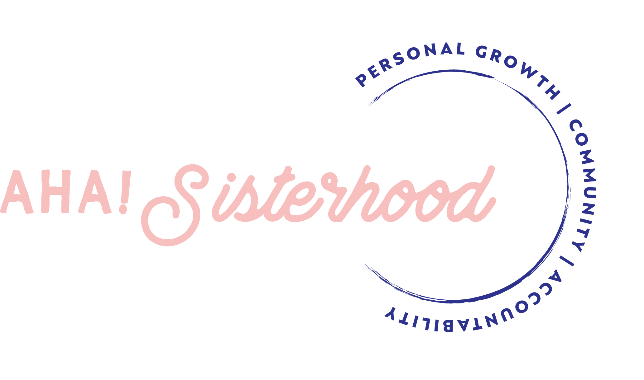 AHA! Sisterhood
PERSONAL GROWTH | COMMUNITY | ACCOUNTABILITY